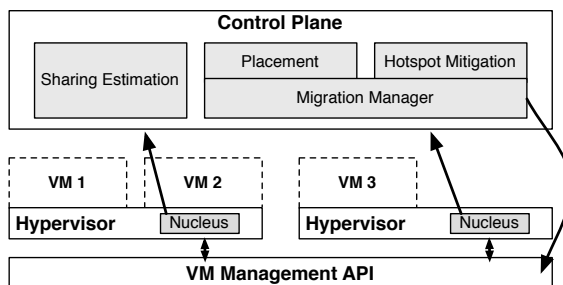 Control Plane
Sharing Estimation
Placement
Hotspot Mitigation
Migration Manager
VM 1
VM 2
VM 3
Hypervisor
Nucleus
Hypervisor
Nucleus
VM Management API